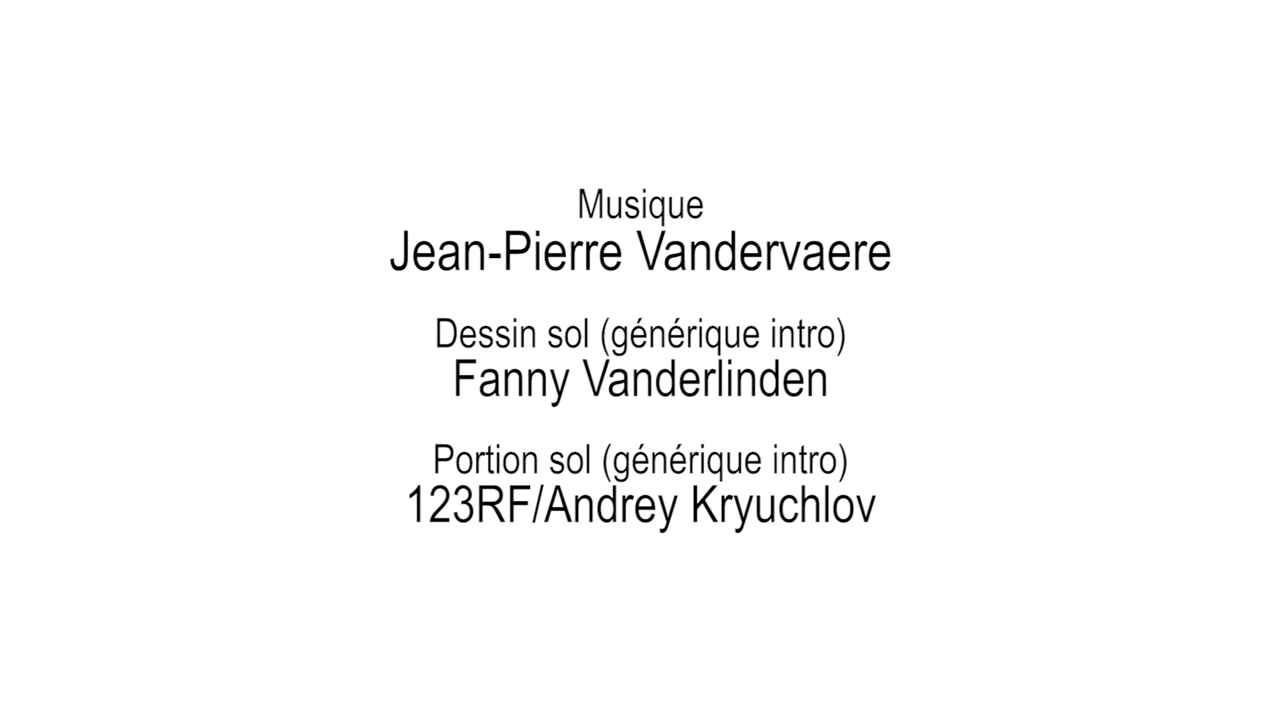 Musique
Jean-Pierre Vandervaere
Dessin sol (générique intro)
Fanny Vanderlinden
Portion sol (générique intro)
123RF/Andrey Kryuchlov